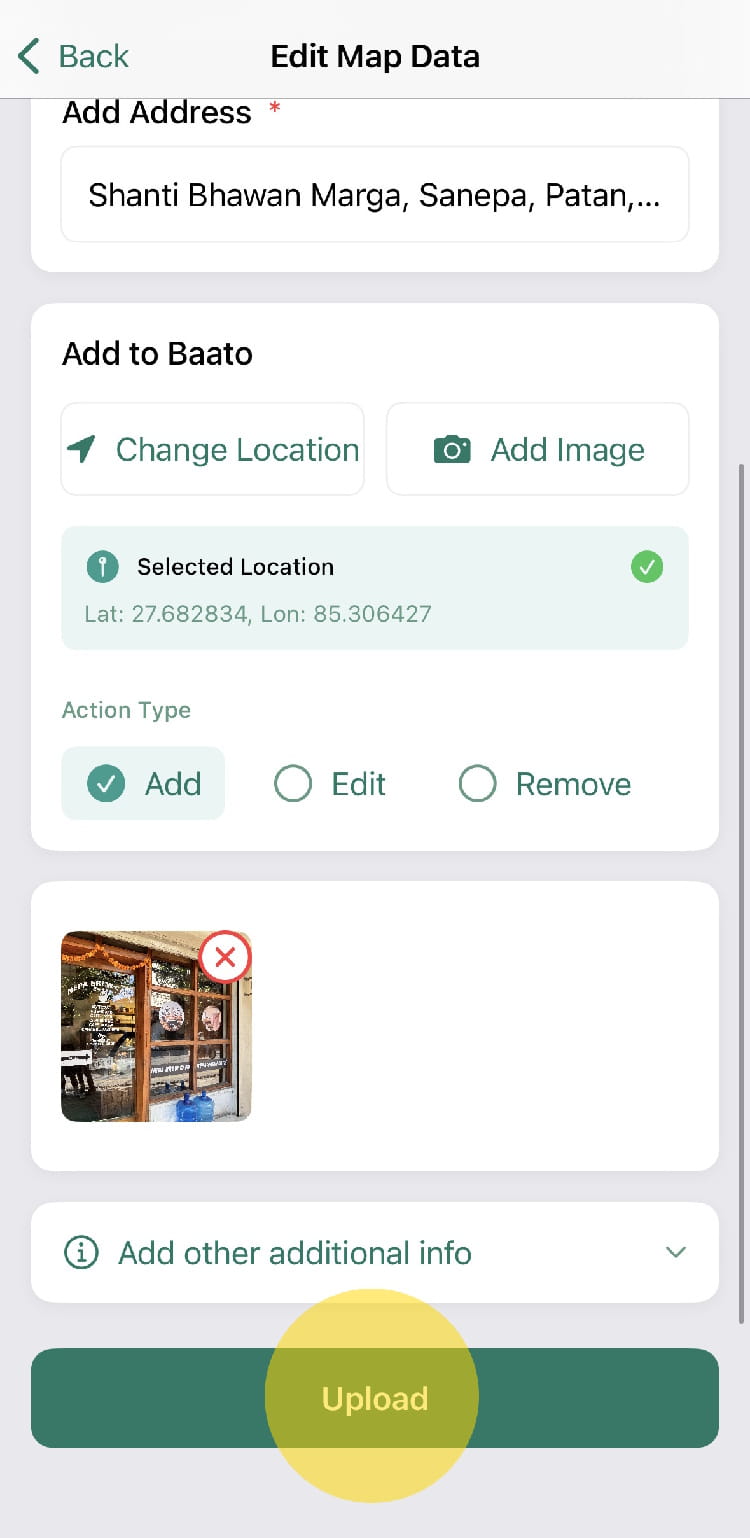 Back
Edit Map Data
Add Address *
Shanti Bhawan Marga, Sanepa, Patan,...
Add to Baato
Change Location
Add Image
Selected Location
Lat: 27.682834, Lon: 85.306427
Action Type
Add
Edit
Remove
Add other additional info
Upload